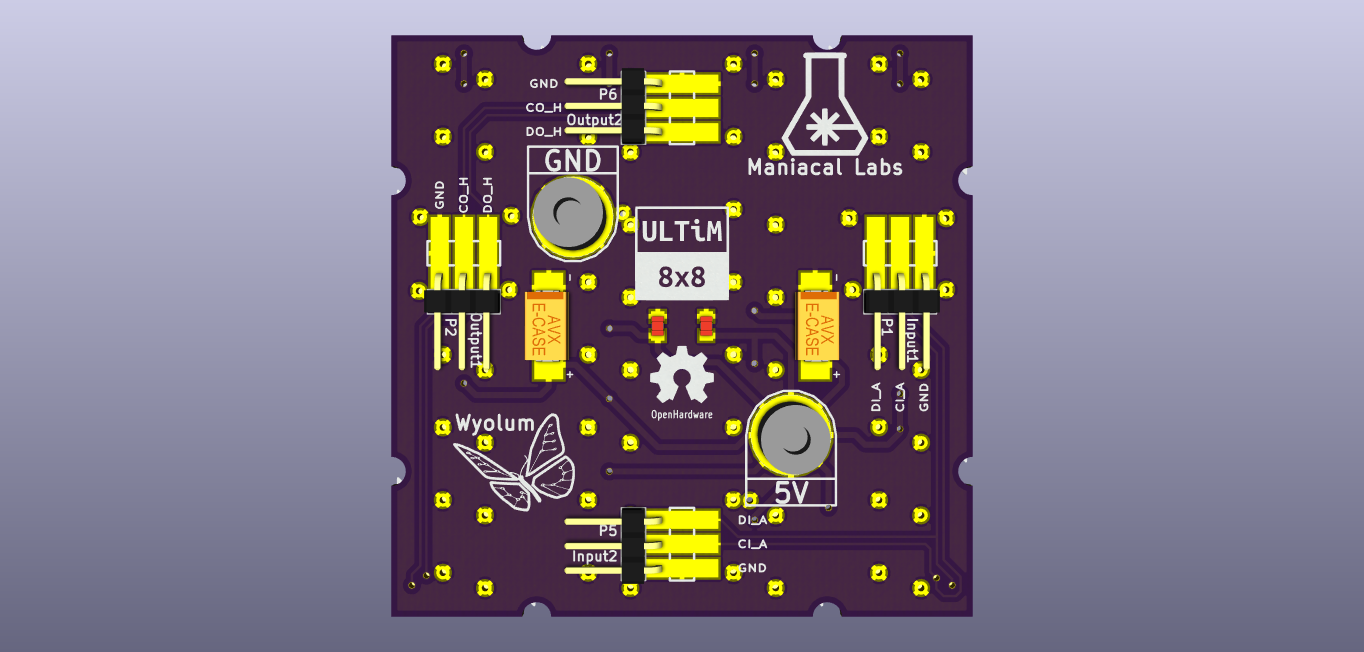 GND
P6
CO_H
Output2
DO_H
GND
Maniacal Labs
GND
CO_H
DO_H
ULTiM
8x8
P2
Output1
AVX
E-CASE
+
AVX
E-CASE
+
P1
Input1
DI_A
CI_A
GND
OpenHardware
Wyolum
5V
P5
DI_A
CI_A
Input2
GND